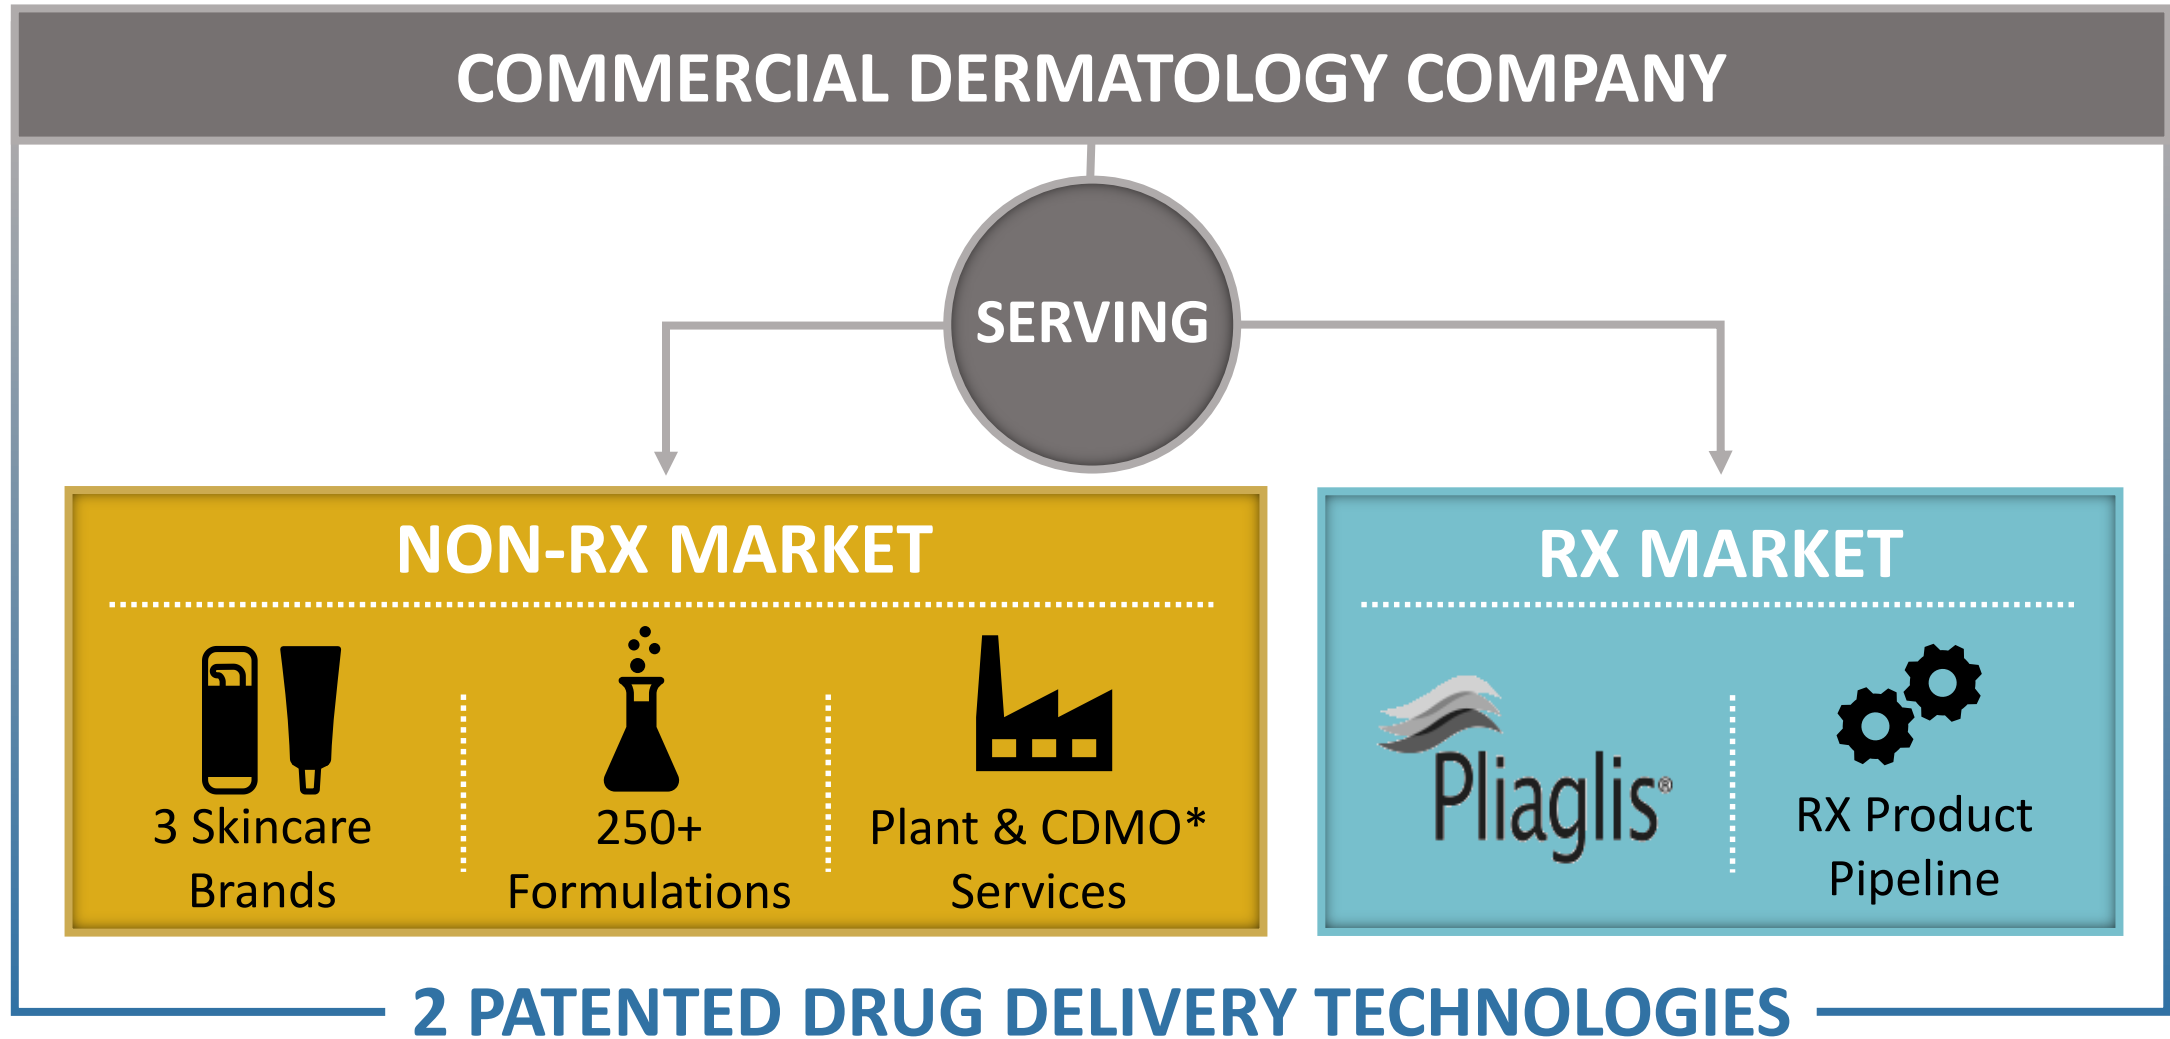 COMMERCIAL DERMATOLOGY COMPANY
SERVING
NON-RX MARKET
3 Skincare
Brands
250+
Formulations
Plant & CDMO*
Services
RX MARKET
Pliaglis®
RX Product
Pipeline
2 PATENTED DRUG DELIVERY TECHNOLOGIES